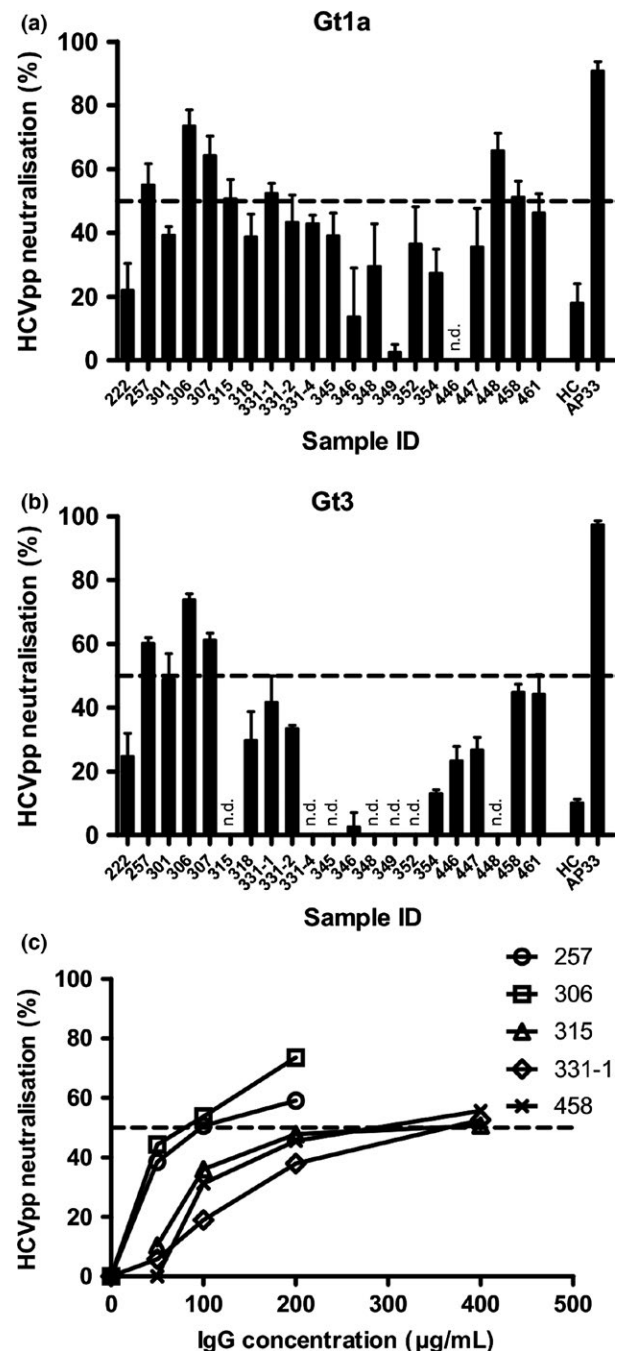 (a)
Gt1a
HCVpp neutralisation (%)
100
80
60
40
20
0
222 257 301 306 307 315 318 331-1 331-2 331-4 345 346 348 349 352 354 446 447 448 458 461 HC AP33
n.d.
Sample ID
(b)
Gt3
HCVpp neutralisation (%)
100
80
60
40
20
0
n.d. n.d. n.d. n.d. n.d. n.d. n.d.
222 257 301 306 307 315 318 331-1 331-2 331-4 345 346 348 349 352 354 446 447 448 458 461 HC AP33
Sample ID
(c)
HCVpp neutralisation (%)
100
80
60
40
20
0
257
306
315
331-1
458
0 100 200 300 400 500
IgG concentration (µg/mL)